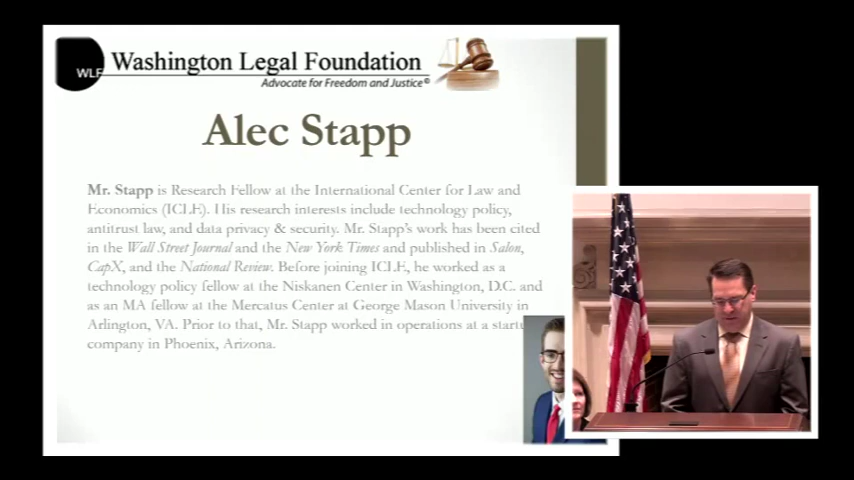 WLF
Washington Legal Foundation
Advocate for Freedom and Justice©
Alec Stapp
Mr. Stapp is Research Fellow at the International Center for Law and
Economics (ICLE). His research interests include technology policy,
antitrust law, and data privacy & security. Mr. Stapp's work has been cited
in the Wall Street Journal and the New York Times and published in Salon,
CapX, and the National Review. Before joining ICLE, he worked as a
technology policy fellow at the Niskanen Center in Washington, D.C. and
as an MA fellow at the Mercatus Center at George Mason University in
Arlington, VA. Prior to that, Mr. Stapp worked in operations at a
company in Phoenix, Arizona.